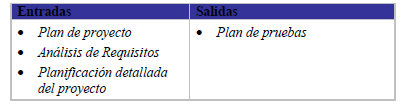 Entradas Salidas
• Plan de proyecto • Plan de pruebas
• Análisis de Requisitos
• Planificación detallada
del proyecto